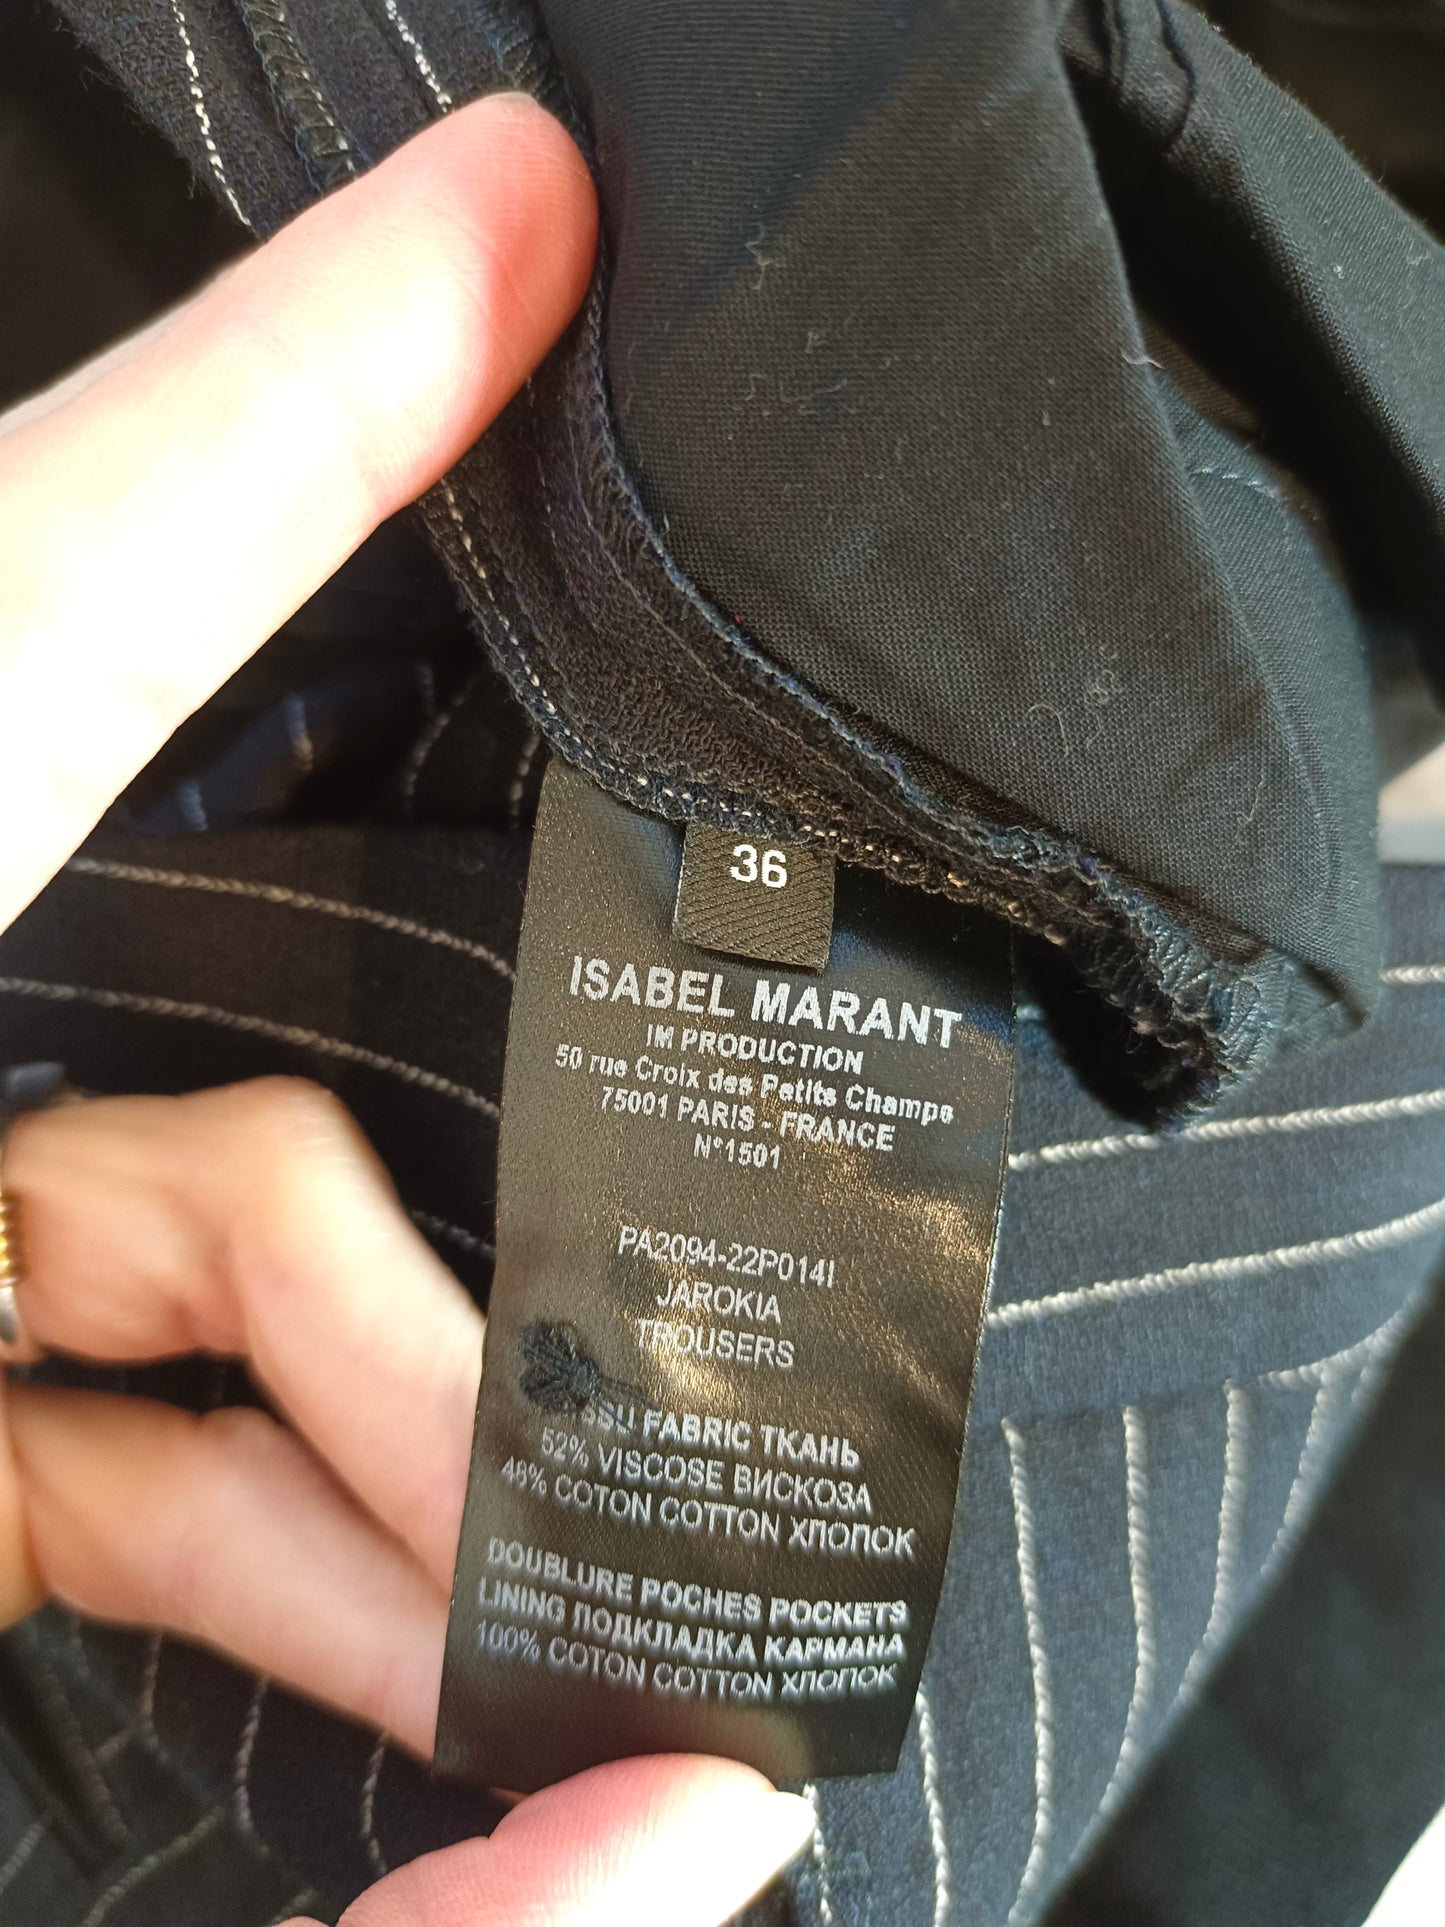 36
ISABEL MARANT
IM PRODUCTION
50 rue Croix des Petits Champs
75001 PARIS - FRANCE
N°1501
PA2094-22P014I
JAROKIA
TROUSERS
FABRIC ТКАНЬ
52% VISCOSE ВИСКОЗА
48% COTON COTTON ХЛОПОК
DOUBLURE POCHES POCKETS
LINING ПОДКЛАДКА КАРМАНА
100% COTON COTTON ХЛОПОК